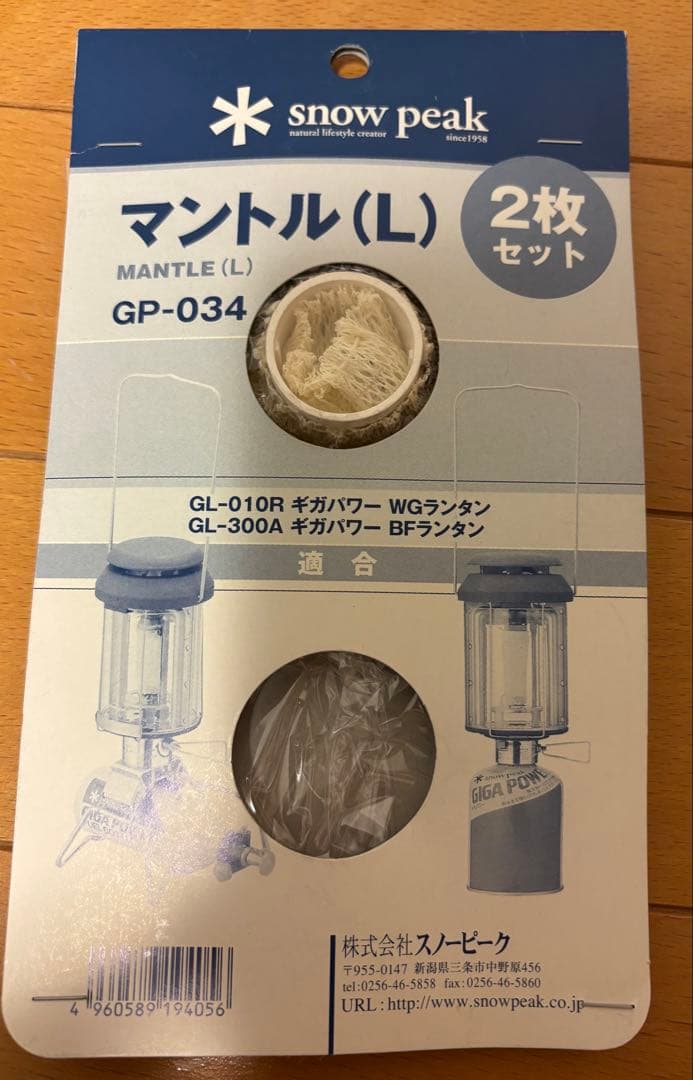 snow peak
natural lifestyle creator
since1958
マントル(L)
2枚
セット
MANTLE(L)
GP-034
GL-010R ギガパワー WGランタン
GL-300A ギガパワー BFランタン
適合
snow peak
GIGA POWE
GIGA POW
株式会社スノーピーク
〒955-0147 新潟県三条市中野原456
tel:0256-46-5858 fax:0256-46-5860
URL:http://www.snowpeak.co.jp
4 960589 194056